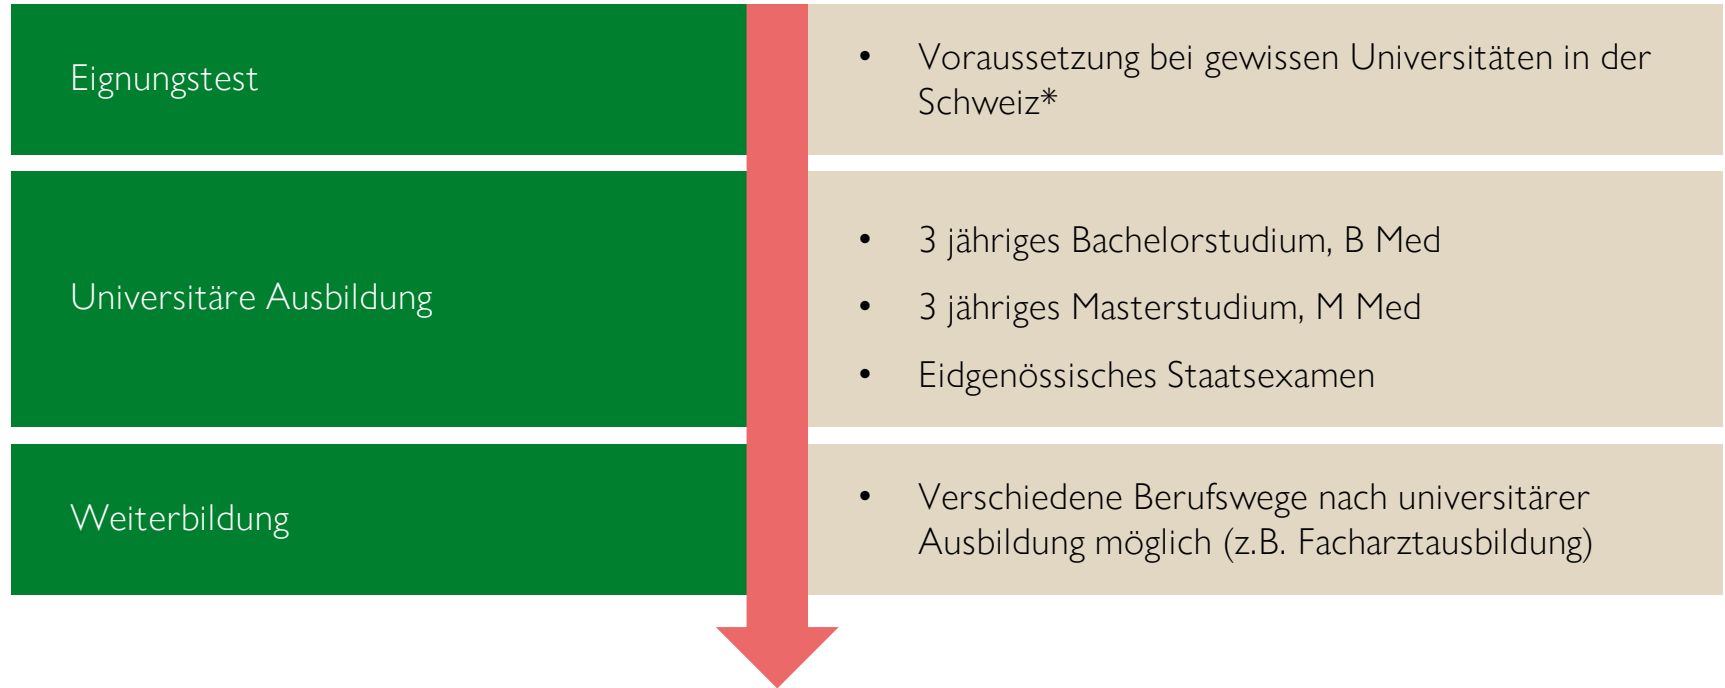 Eignungstest
• Voraussetzung bei gewissen Universitäten in der
Schweiz*
Universitäre Ausbildung
• 3 jähriges Bachelorstudium, B Med
• 3 jähriges Masterstudium, M Med
• Eidgenössisches Staatsexamen
Weiterbildung
• Verschiedene Berufswege nach universitärer
Ausbildung möglich (z.B. Facharztausbildung)